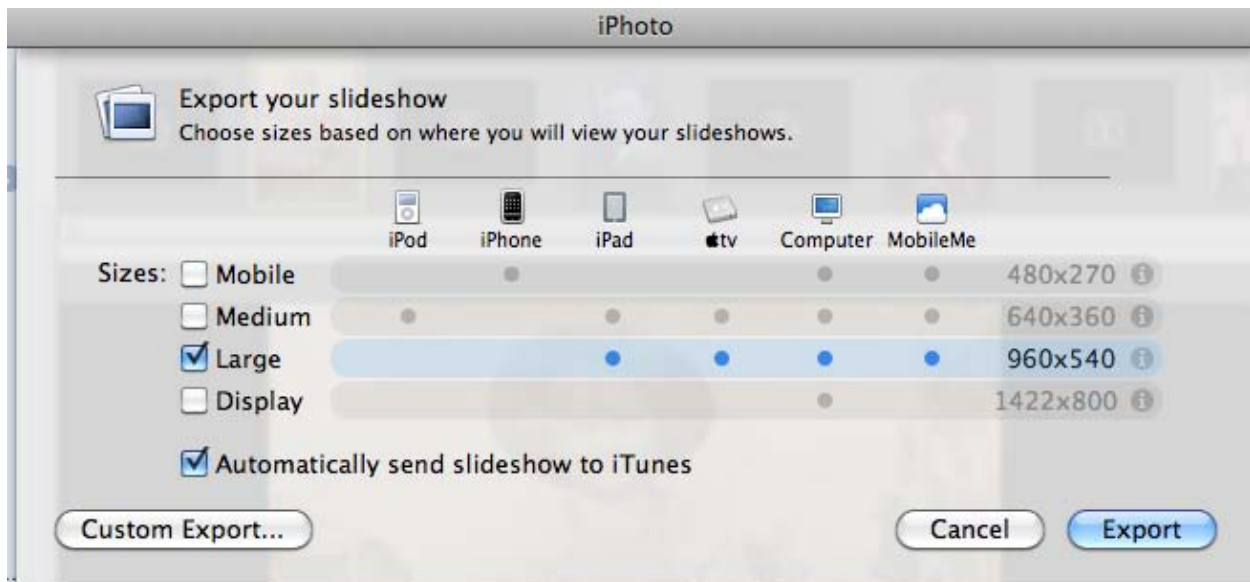 iPhoto
Export your slideshow
Choose sizes based on where you will view your slideshows.
iPod iPhone iPad tv Computer MobileMe
Sizes: Mobile 480x270
Medium 640x360
Large 960x540
Display 1422x800
Automatically send slideshow to iTunes
Custom Export... Cancel Export